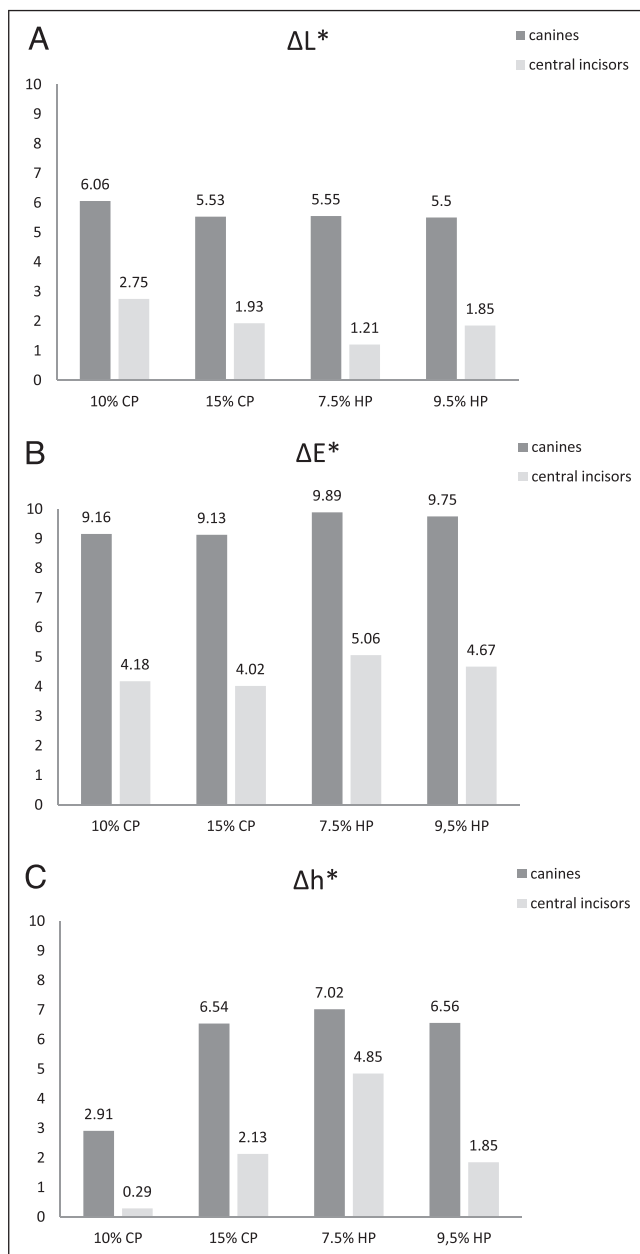 A
ΔL*
canines
central incisors
10
9
8
7
6
5
4
3
2
1
0
6.06
2.75
5.53
1.93
5.55
1.21
5.5
1.85
10% CP
15% CP
7.5% HP
9.5% HP
B
ΔE*
canines
central incisors
10
9
8
7
6
5
4
3
2
1
0
9.16
4.18
9.13
4.02
9.89
5.06
9.75
4.67
10% CP
15% CP
7.5% HP
9,5% HP
C
Δh*
canines
central incisors
10
9
8
7
6
5
4
3
2
1
0
2.91
0.29
6.54
2.13
7.02
4.85
6.56
1.85
10% CP
15% CP
7.5% HP
9,5% HP